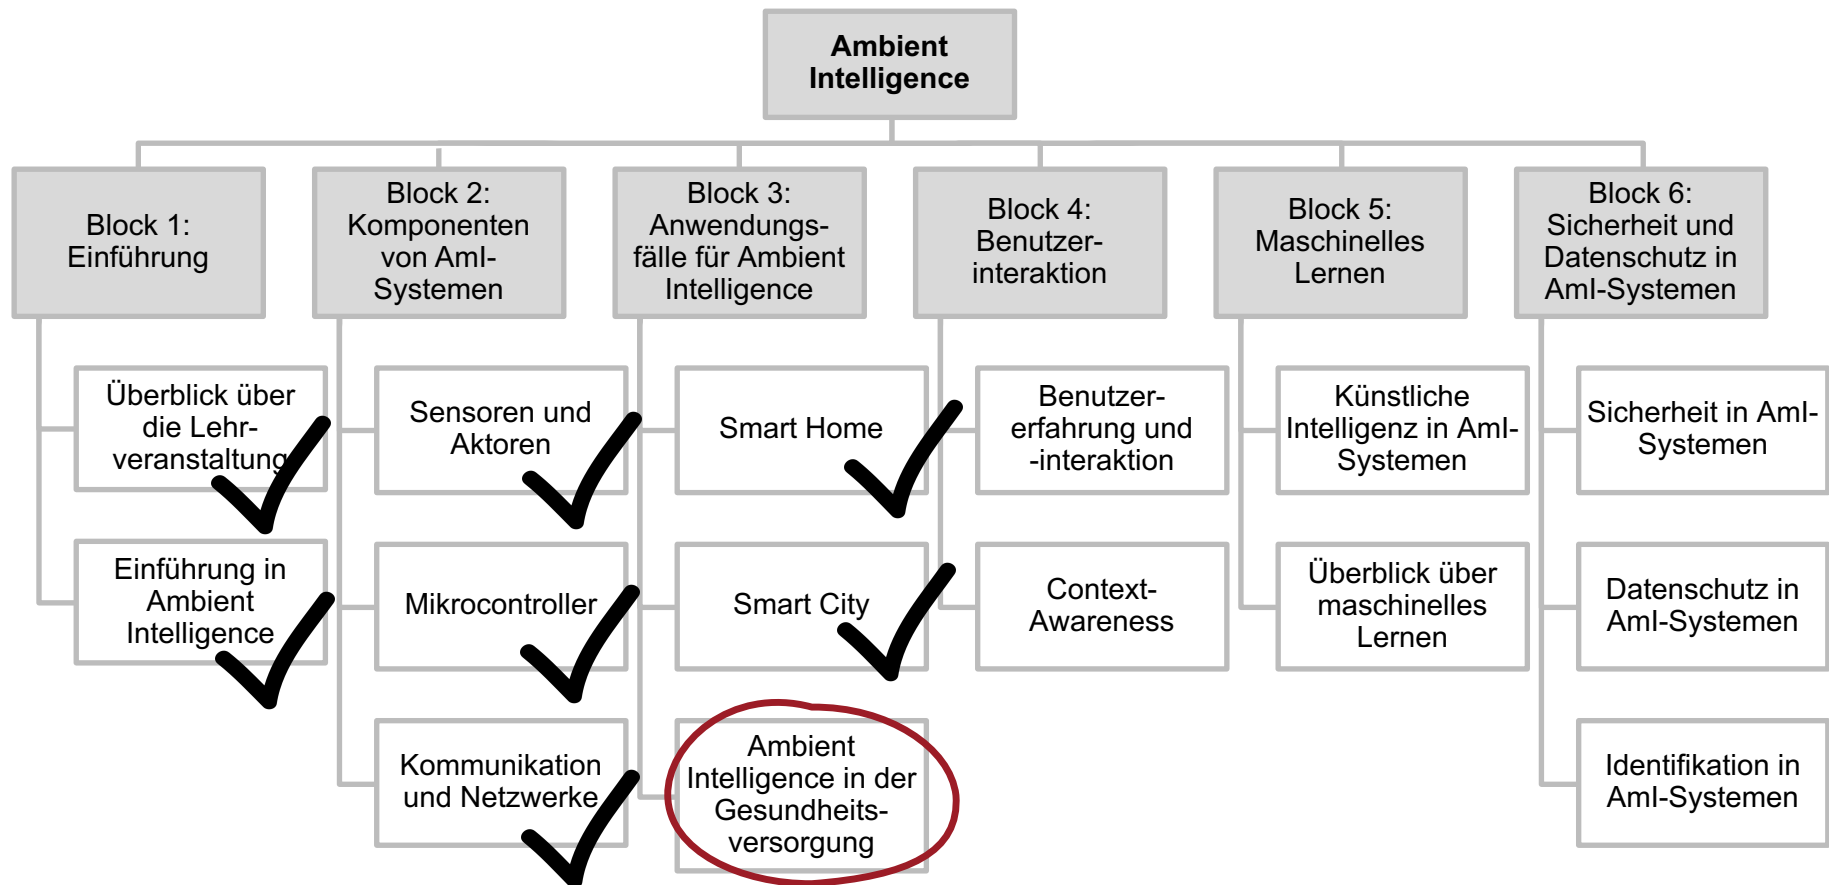 Ambient
Intelligence
Block 1:
Einführung
Block 2:
Komponenten
von AmI-
Systemen
Block 3:
Anwendungs-
fälle für Ambient
Intelligence
Block 4:
Benutzer-
interaktion
Block 5:
Maschinelles
Lernen
Block 6:
Sicherheit und
Datenschutz in
AmI-Systemen
Überblick über
die Lehr-
veranstaltung
Einführung in
Ambient
Intelligence
Sensoren und
Aktoren
Mikrocontroller
Kommunikation
und Netzwerke
Smart Home
Smart City
Ambient
Intelligence in der
Gesundheits-
versorgung
Benutzer-
erfahrung und
-interaktion
Context-
Awareness
Künstliche
Intelligenz in AmI-
Systemen
Überblick über
maschinelles
Lernen
Sicherheit in AmI-
Systemen
Datenschutz in
AmI-Systemen
Identifikation in
AmI-Systemen